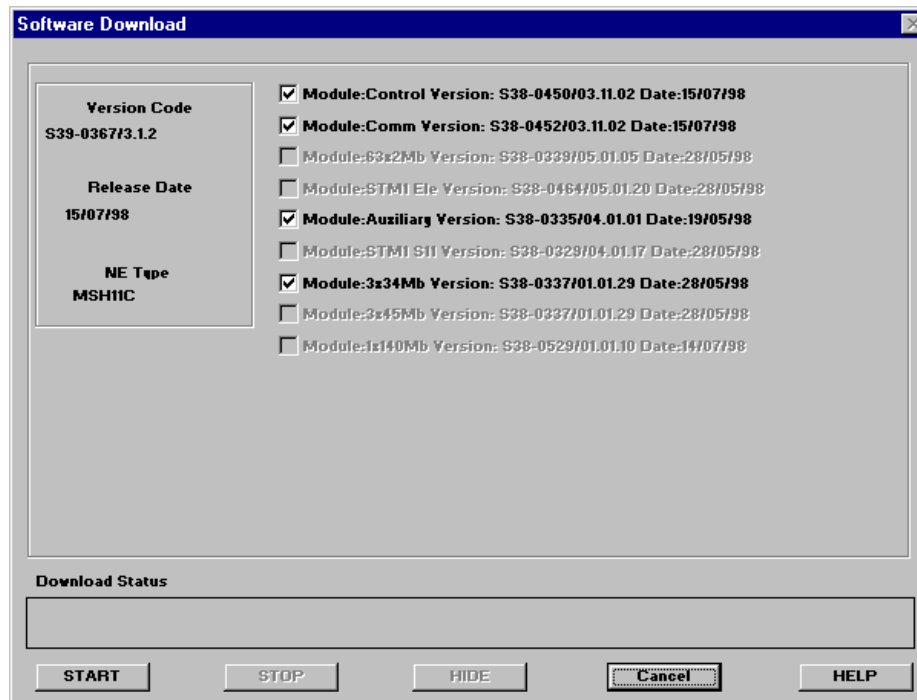 Software Download
Version Code
S39-0367/3.1.2
Release Date
15/07/98
NE Type
MSH11C
Module:Control Version: S38-0450/03.11.02 Date:15/07/98
Module:Comm Version: S38-0452/03.11.02 Date:15/07/98
Module:63x2Mb Version: S38-0339/05.01.05 Date:28/05/98
Module:STM1 Ele Version: S38-0464/05.01.20 Date:28/05/98
Module:Auxiliary Version: S38-0335/04.01.01 Date:19/05/98
Module:STM1 S11 Version: S38-0329/04.01.17 Date:28/05/98
Module:3x34Mb Version: S38-0337/01.01.29 Date:28/05/98
Module:3x45Mb Version: S38-0337/01.01.29 Date:28/05/98
Module:1x140Mb Version: S38-0529/01.01.10 Date:14/07/98
Download Status
START
STOP
HIDE
Cancel
HELP